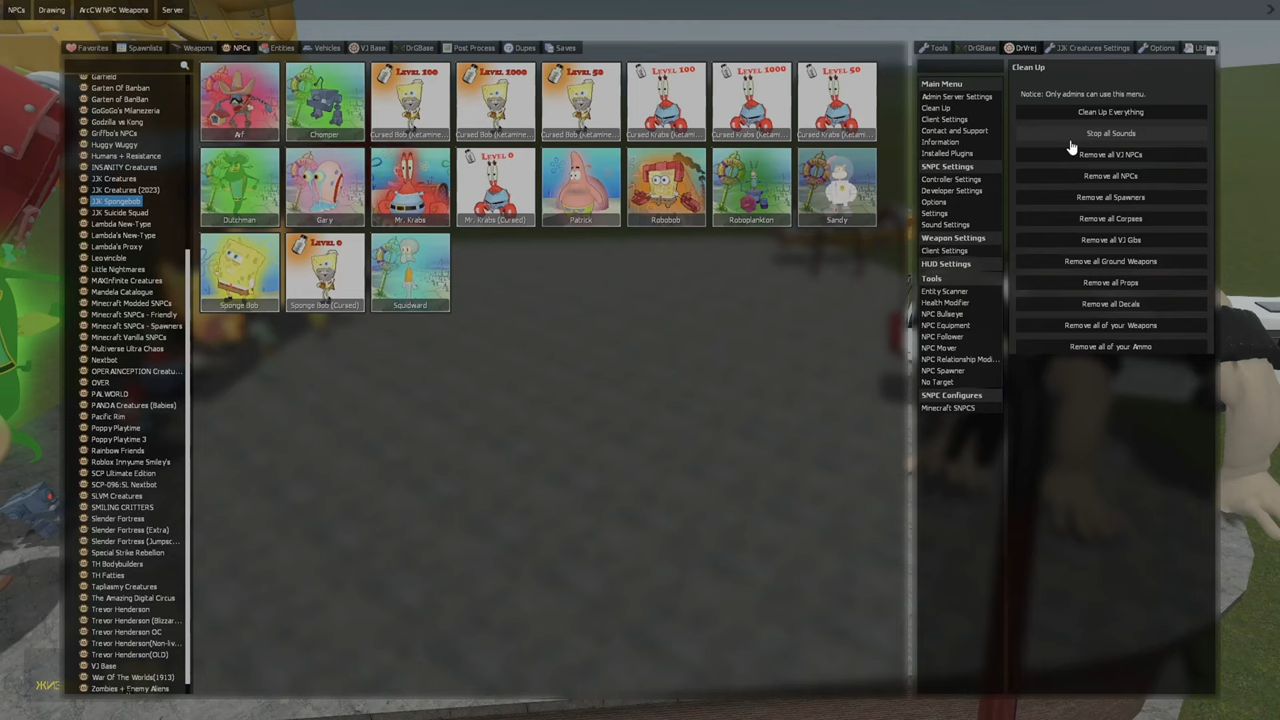 NPCs Drawing ArcCW NPC Weapons Server
Favorites Spawnlists Weapons NPCs Entities Vehicles VJ Base DrGBase Post Process Dupes Saves
Garfield
Garten Of Banban
Garten of BanBan
GoGoGo's Milanezeria
Godzilla vs Kong
Griffbo's NPCs
Huggy Wuggy
Humans + Resistance
INSANITY Creatures
JJK Creatures
JJK Creatures (2023)
JJK Spongebob
JJK Suicide Squad
Lambda New-Type
Lambda's New-Type
Lambda's Proxy
Leovincible
Little Nightmares
MAXInfinite Creatures
Mandela Catalogue
Minecraft Modded SNPCs
Minecraft SNPCs - Friendly
Minecraft SNPCs - Spawners
Minecraft Vanilla SNPCs
Multiverse Ultra Chaos
Nextbot
OPERAINCEPTION Creatu...
OVER
PALWORLD
PANDA Creatures (Babies)
Pacific Rim
Poppy Playtime
Poppy Playtime 3
Rainbow Friends
Roblox Innyume Smiley's
SCP Ultimate Edition
SCP-096:SL Nextbot
SLVM Creatures
SMILING CRITTERS
Slender Fortress
Slender Fortress (Extra)
Slender Fortress (Jumpsc...
Special Strike Rebellion
TH Bodybuilders
TH Fatties
Tapliasmy Creatures
The Amazing Digital Circus
Trevor Henderson
Trevor Henderson (Blizzar...
Trevor Henderson OC
Trevor Henderson(Non-liv...
Trevor Henderson(OLD)
VJ Base
War Of The Worlds(1913)
Zombies + Enemy Aliens
LEVEL 100 LEVEL 1000 LEVEL 50 LEVEL 100 LEVEL 1000 LEVEL 50
Arf Chomper Cursed Bob (Ketamine... Cursed Bob (Ketamine... Cursed Bob (Ketamine... Cursed Krabs (Ketami... Cursed Krabs (Ketami... Cursed Krabs (Ketami...
LEVEL 0
Dutchman Gary Mr. Krabs Mr. Krabs (Cursed) Patrick Robobob Roboplankton Sandy
LEVEL 0
Sponge Bob Sponge Bob (Cursed) Squidward
Tools DrGBase DrVrej JJK Creatures Settings Options Util
Main Menu
Admin Server Settings
Clean Up
Client Settings
Contact and Support
Information
Installed Plugins
SNPC Settings
Controller Settings
Developer Settings
Options
Settings
Sound Settings
Weapon Settings
Client Settings
HUD Settings
Tools
Entity Scanner
Health Modifier
NPC Bullseye
NPC Equipment
NPC Follower
NPC Mover
NPC Relationship Modi...
NPC Spawner
No Target
SNPC Configures
Minecraft SNPCS
Clean Up
Notice: Only admins can use this menu.
Clean Up Everything
Stop all Sounds
Remove all VJ NPCs
Remove all NPCs
Remove all Spawners
Remove all Corpses
Remove all VJ Gibs
Remove all Ground Weapons
Remove all Props
Remove all Decals
Remove all of your Weapons
Remove all of your Ammo